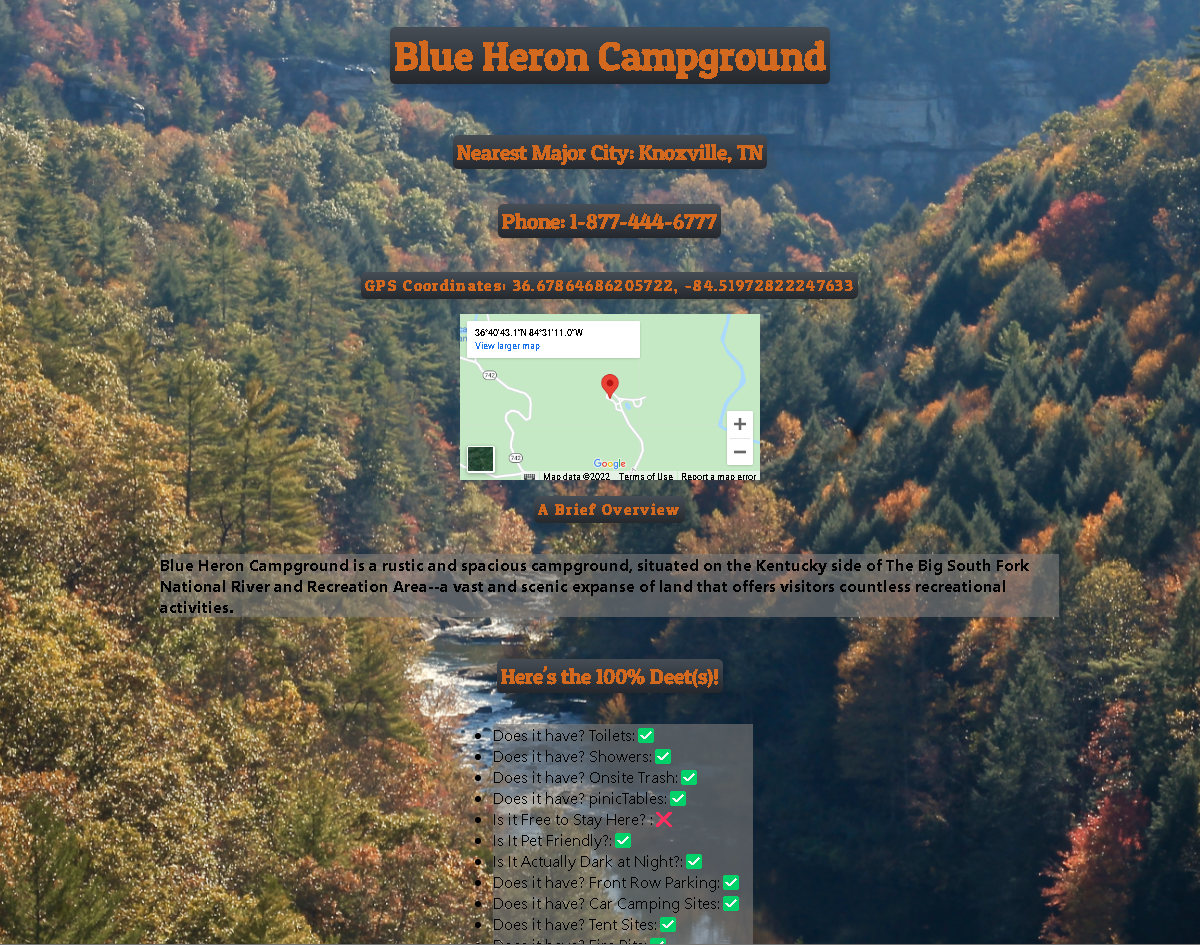 Blue Heron Campground
Nearest Major City: Knoxville, TN
Phone: 1-877-444-6777
GPS Coordinates: 36.67864686205722, -84.51972822247633
36°40'43.1"N 84°31'11.0"W
View larger map
742
742
Google
Map data ©2022 Terms of Use Report a map error
A Brief Overview
Blue Heron Campground is a rustic and spacious campground, situated on the Kentucky side of The Big South Fork
National River and Recreation Area--a vast and scenic expanse of land that offers visitors countless recreational
activities.
Here's the 100% Deet(s)!
Does it have? Toilets: ✅
Does it have? Showers: ✅
Does it have? Onsite Trash: ✅
Does it have? pinicTables: ✅
Is it Free to Stay Here? : ❌
Is It Pet Friendly?: ✅
Is It Actually Dark at Night?: ✅
Does it have? Front Row Parking: ✅
Does it have? Car Camping Sites: ✅
Does it have? Tent Sites: ✅
Does it have? Fire Pits: ✅